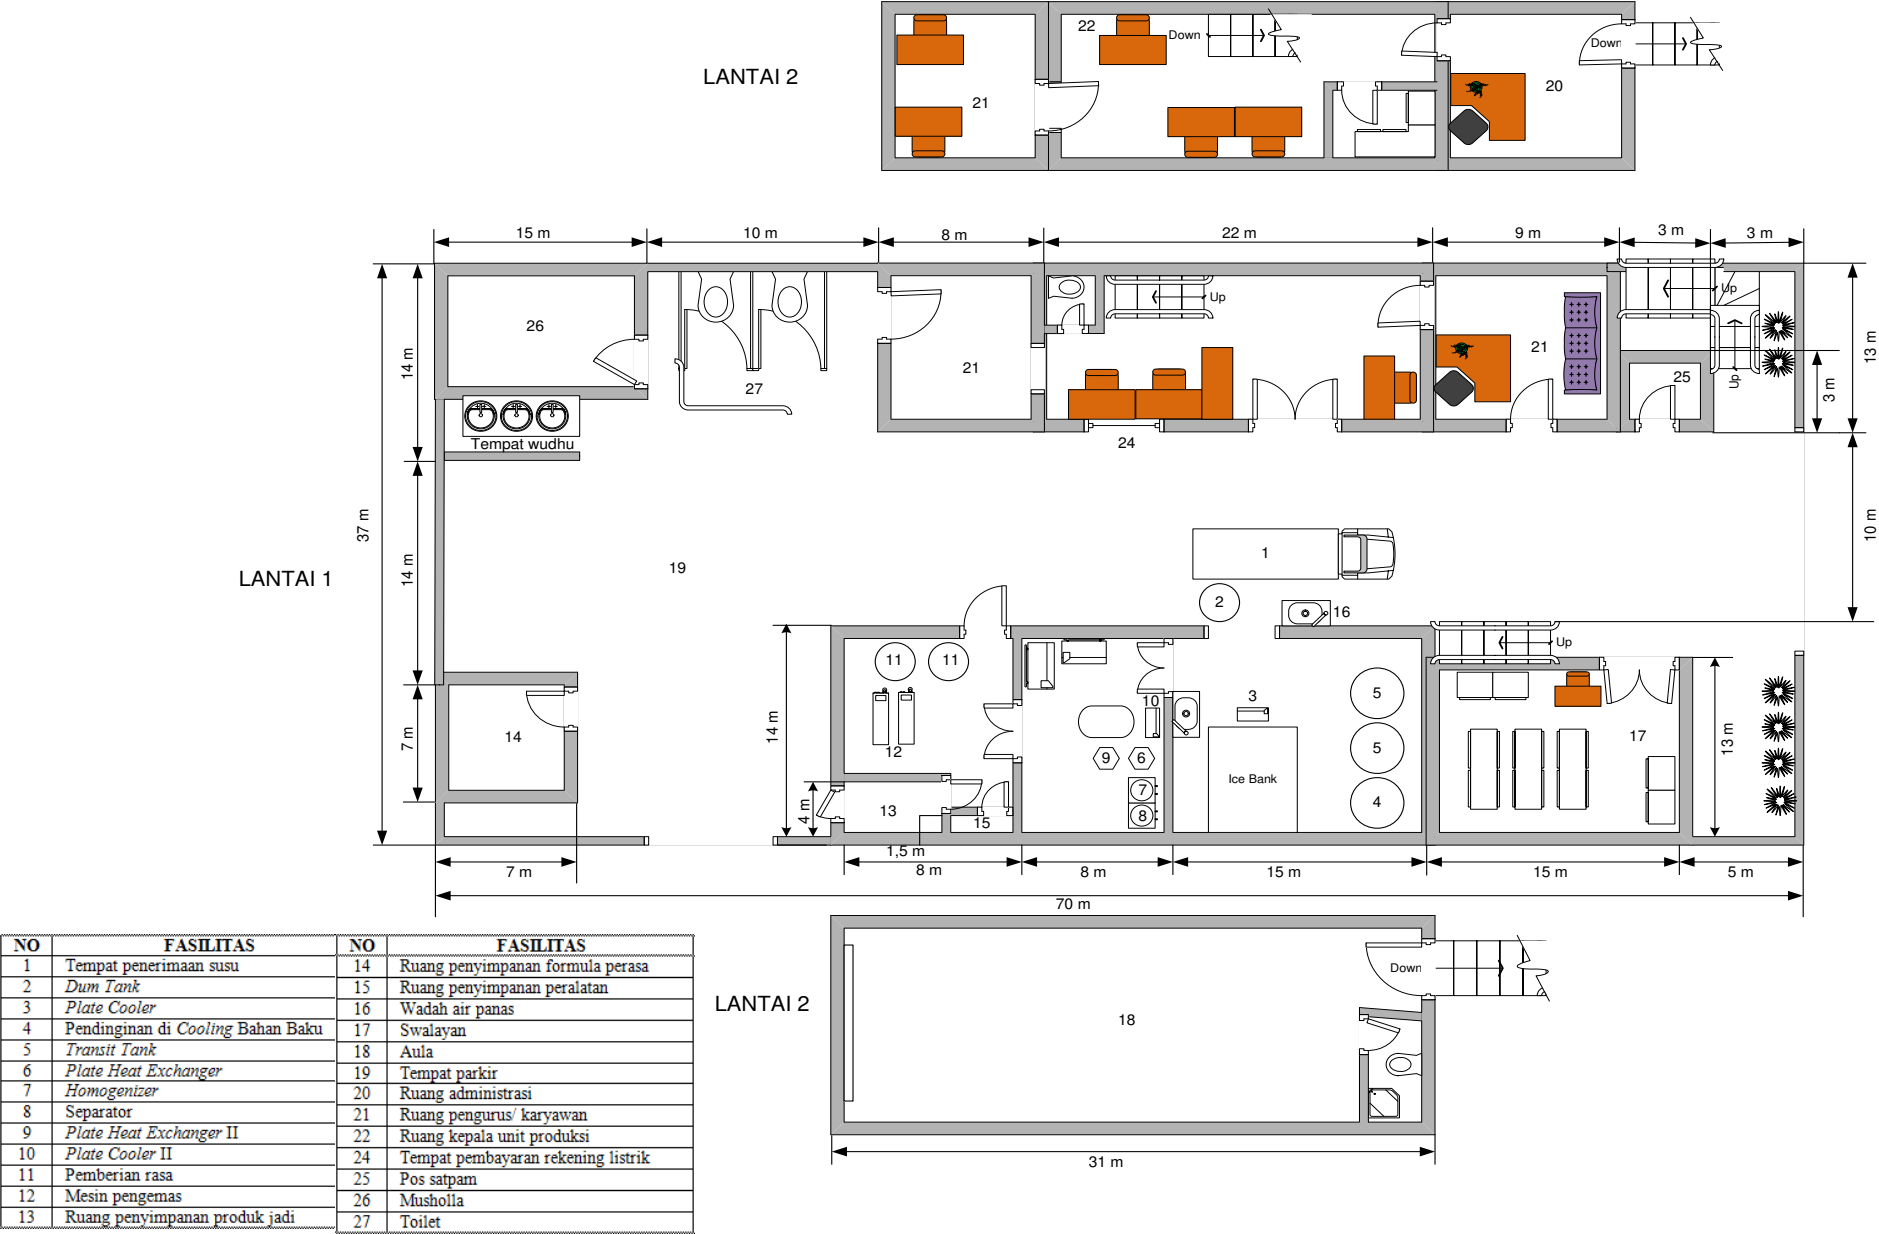 22
Down
Down
LANTAI 2
20
21
15 m
10 m
8 m
22 m
9 m
3 m
3 m
Up
Up
26
14 m
21
21
13 m
27
25
Up
3 m
Tempat wudhu
24
37 m
10 m
1
14 m
19
LANTAI 1
2
16
Up
11
11
5
10
3
14 m
7 m
14
12
9
6
5
17
13 m
Ice Bank
7
4
4 m
13
15
8
1,5 m
7 m
8 m
8 m
15 m
15 m
5 m
70 m
NO FASILITAS NO FASILITAS
1 Tempat penerimaan susu 14 Ruang penyimpanan formula perasa
2 Dum Tank 15 Ruang penyimpanan peralatan
3 Plate Cooler 16 Wadah air panas
4 Pendinginan di Cooling Bahan Baku 17 Swalayan
5 Transit Tank 18 Aula
6 Plate Heat Exchanger 19 Tempat parkir
7 Homogenizer 20 Ruang administrasi
8 Separator 21 Ruang pengurus/ karyawan
9 Plate Heat Exchanger II 22 Ruang kepala unit produksi
10 Plate Cooler II 24 Tempat pembayaran rekening listrik
11 Pemberian rasa 25 Pos satpam
12 Mesin pengemas 26 Musholla
13 Ruang penyimpanan produk jadi 27 Toilet
Down
LANTAI 2
18
31 m